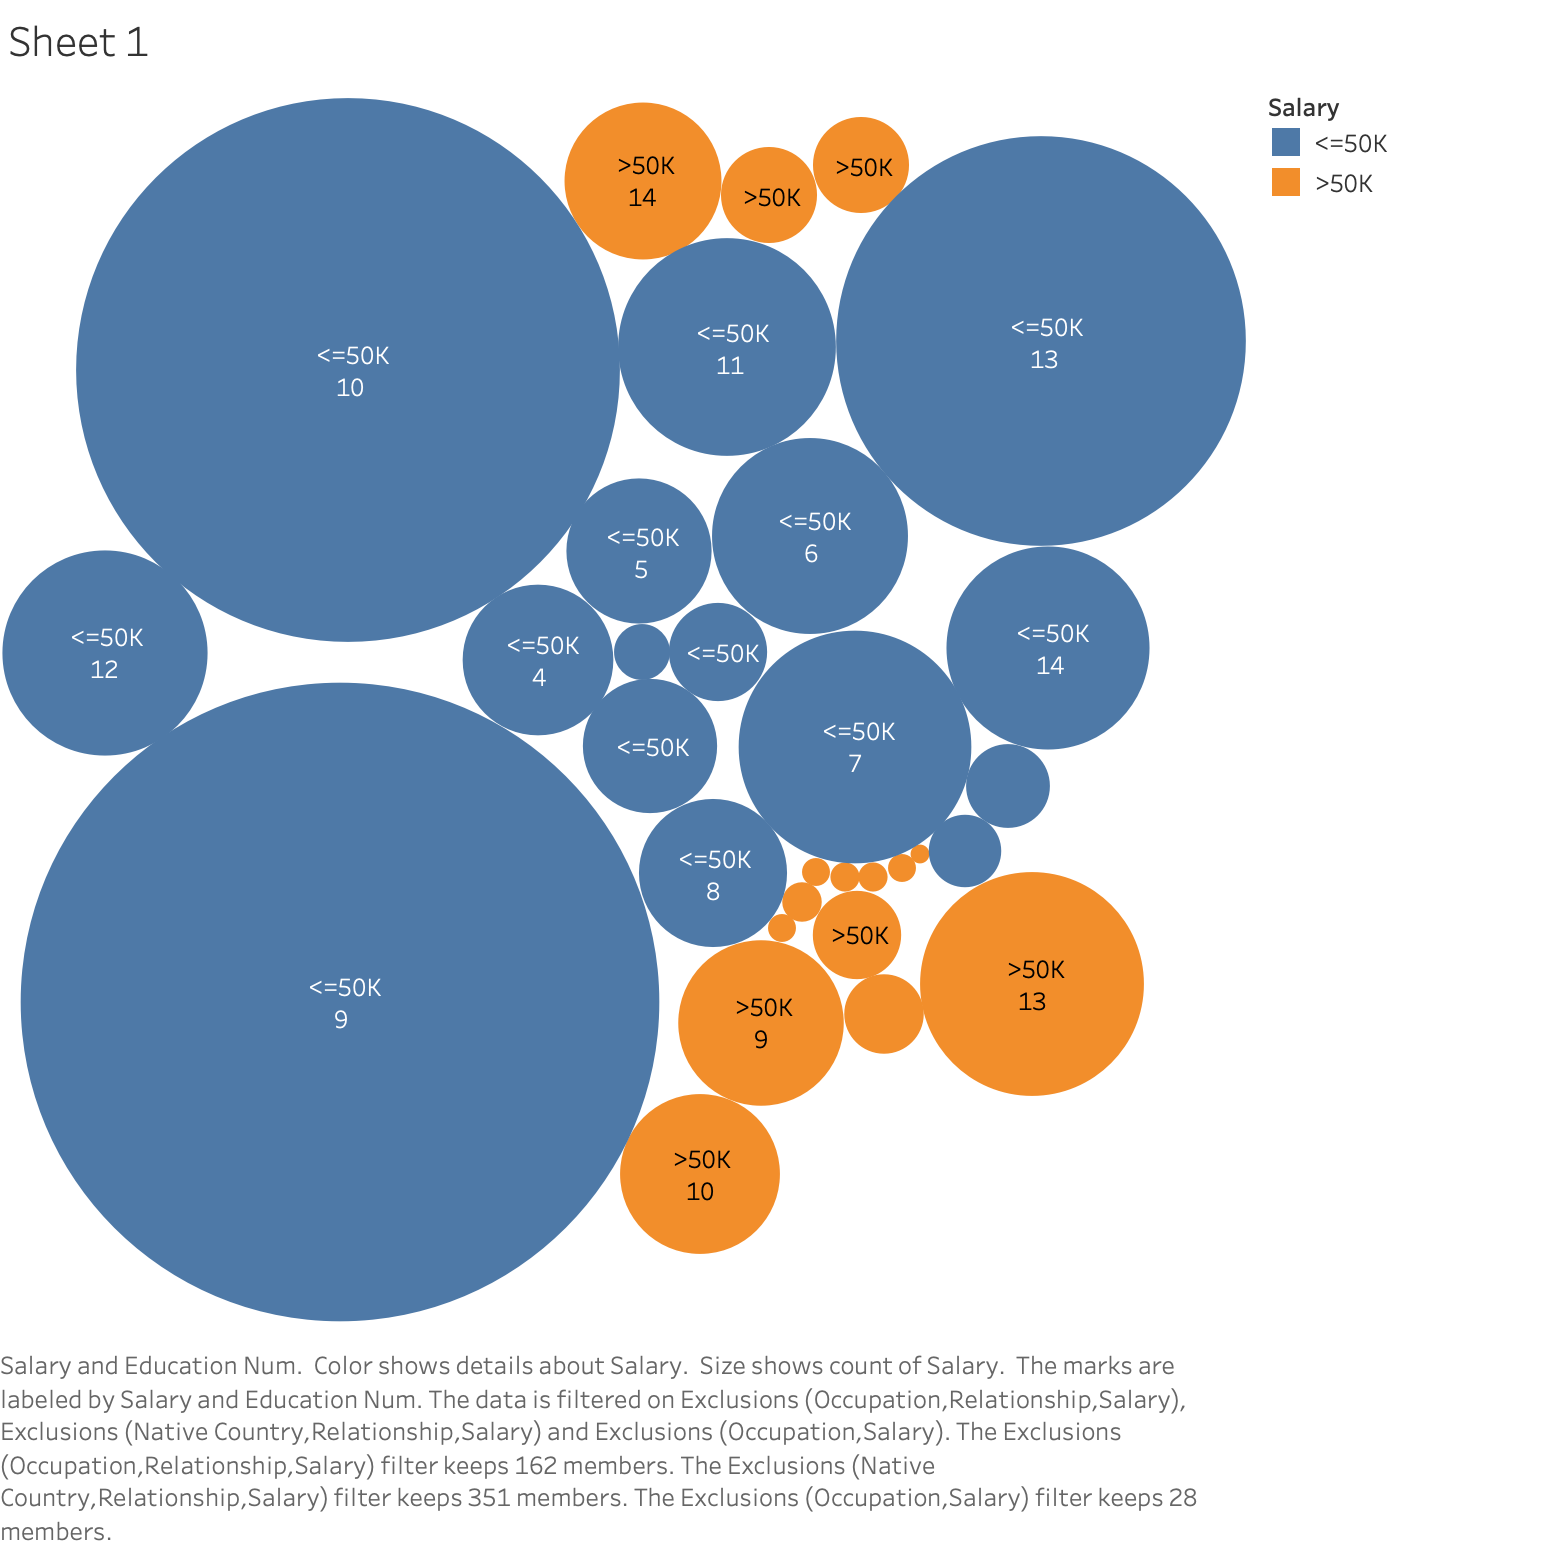 Sheet 1
Salary
<=50K
>50K
>50K
14
>50K
>50K
<=50K
10
<=50K
11
<=50K
13
<=50K
5
<=50K
6
<=50K
12
<=50K
4
<=50K
<=50K
14
<=50K
<=50K
7
<=50K
8
>50K
<=50K
9
>50K
9
>50K
13
>50K
10
Salary and Education Num.  Color shows details about Salary.  Size shows count of Salary.  The marks are
labeled by Salary and Education Num. The data is filtered on Exclusions (Occupation,Relationship,Salary),
Exclusions (Native Country,Relationship,Salary) and Exclusions (Occupation,Salary). The Exclusions
(Occupation,Relationship,Salary) filter keeps 162 members. The Exclusions (Native
Country,Relationship,Salary) filter keeps 351 members. The Exclusions (Occupation,Salary) filter keeps 28
members.